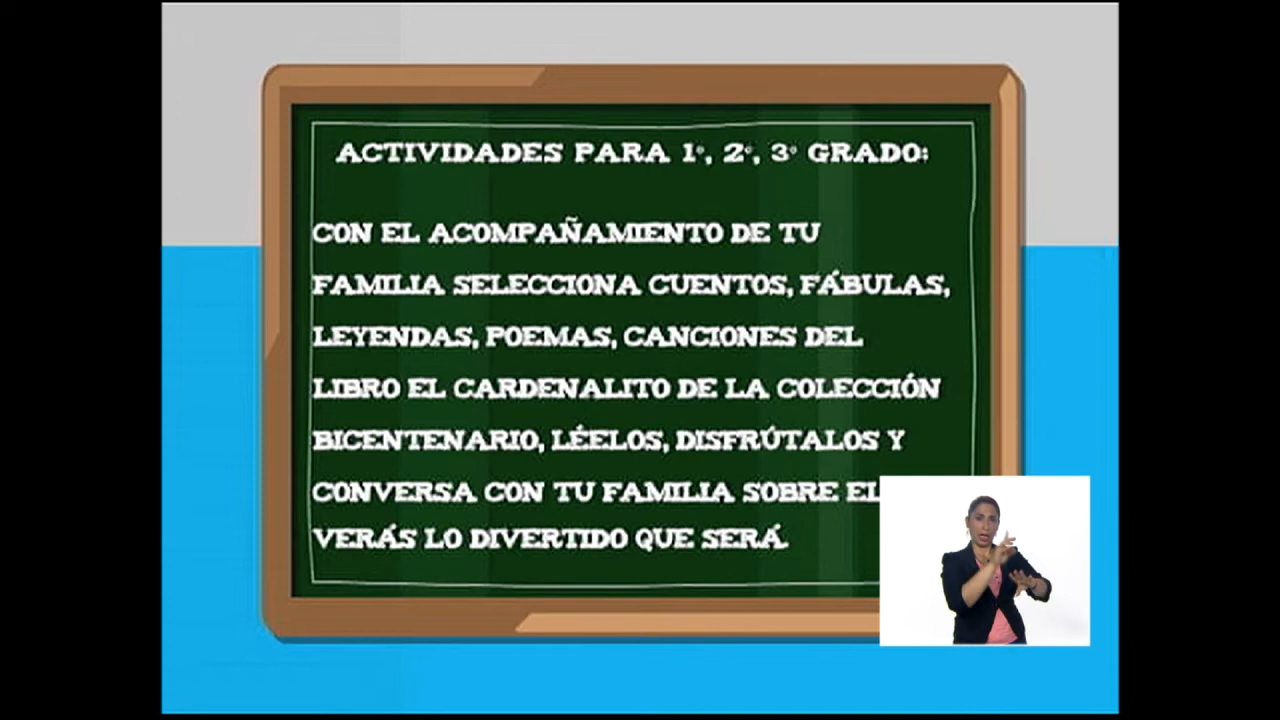 ACTIVIDADES PARA 1°, 2°, 3° GRADO:
CON EL ACOMPAÑAMIENTO DE TU
FAMILIA SELECCIONA CUENTOS, FÁBULAS,
LEYENDAS, POEMAS, CANCIONES DEL
LIBRO EL CARDENALITO DE LA COLECCIÓN
BICENTENARIO, LÉELOS, DISFRÚTALOS Y
CONVERSA CON TU FAMILIA SOBRE
VERÁS LO DIVERTIDO QUE SERÁ.